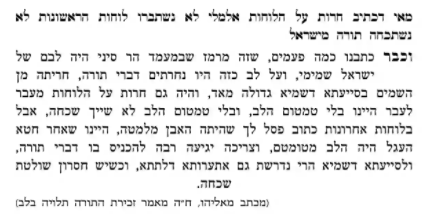 מאי דכתיב חרות על הלוחות אלמלי לא נשתברו לוחות הראשונות לא
נשתכחה תורה מישראל
וכבר כתבנו כמה פעמים, שזה מרמז שבמעמד הר סיני היה לבם של
ישראל שמימי, ועל לב כזה היו נחרתים דברי תורה, חריתה מן
השמים בסייעתא דשמיא גדולה מאד, והיה גם חרות על הלוחות מעבר
לעבר היינו בלי טמטום הלב, ובלי טמטום הלב לא שייך שכחה, אבל
בלוחות אחרונות כתוב פסל לך שהיתה האבן מלמטה, היינו שאחר חטא
העגל היה הלב מטומטם, וצריכה יגיעה רבה להכניס בו דברי תורה,
ולסייעתא דשמיא הרי נדרשת גם אתערותא דלתתא, וכשיש חסרון שולטת
שכחה.
(מכתב מאליהו, ח״ה מאמר זכירת התורה תלויה בלב)